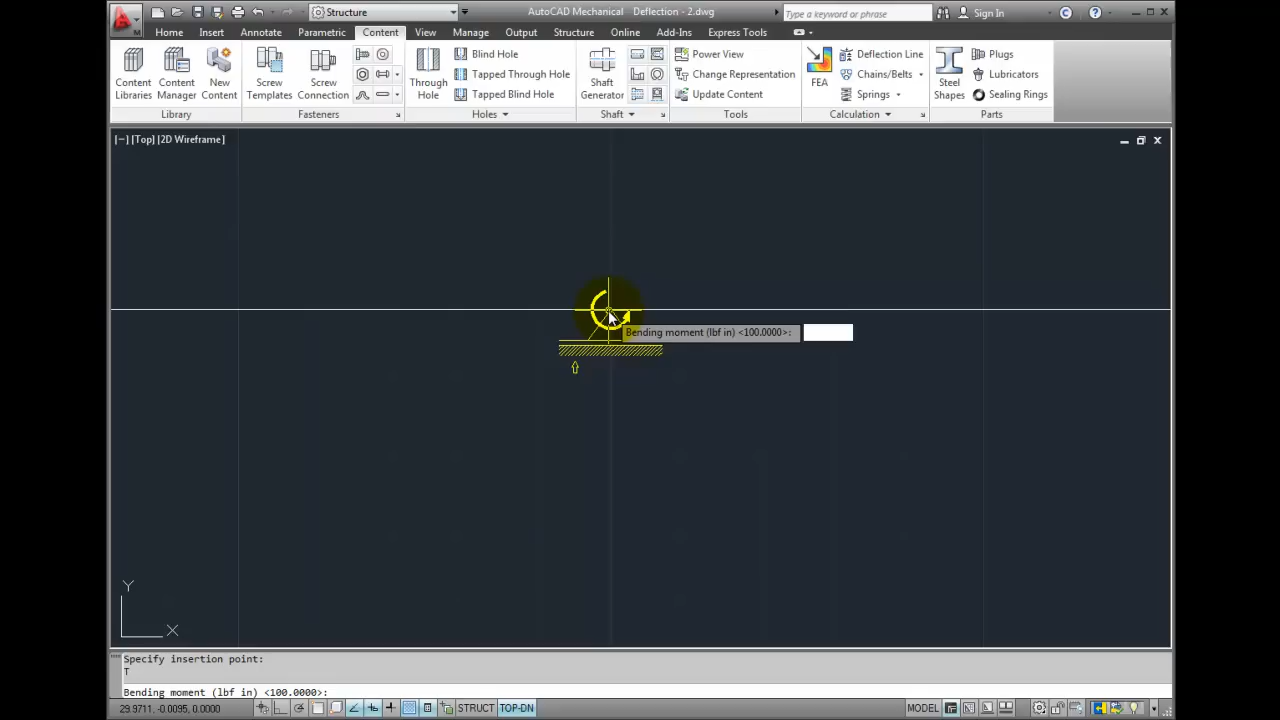 Structure
AutoCAD Mechanical Deflection - 2.dwg
Type a keyword or phrase
Sign In
M
Home Insert Annotate Parametric Content View Manage Output Structure Online Add-Ins Express Tools
Content Libraries
Content Manager
New Content
Library
Screw Templates
Screw Connection
Fasteners
Through Hole
Blind Hole
Tapped Through Hole
Tapped Blind Hole
Holes
Shaft Generator
Shaft
Power View
Change Representation
Update Content
Tools
FEA
Deflection Line
Chains/Belts
Springs
Calculation
Steel Shapes
Plugs
Lubricators
Sealing Rings
Parts
[−] [Top] [2D Wireframe]
Bending moment (lbf in) <100.0000>:
Y
X
Specify insertion point:
T
Bending moment (lbf in) <100.0000>:
29.9711, -0.0095, 0.0000
STRUCT TOP-DN
MODEL